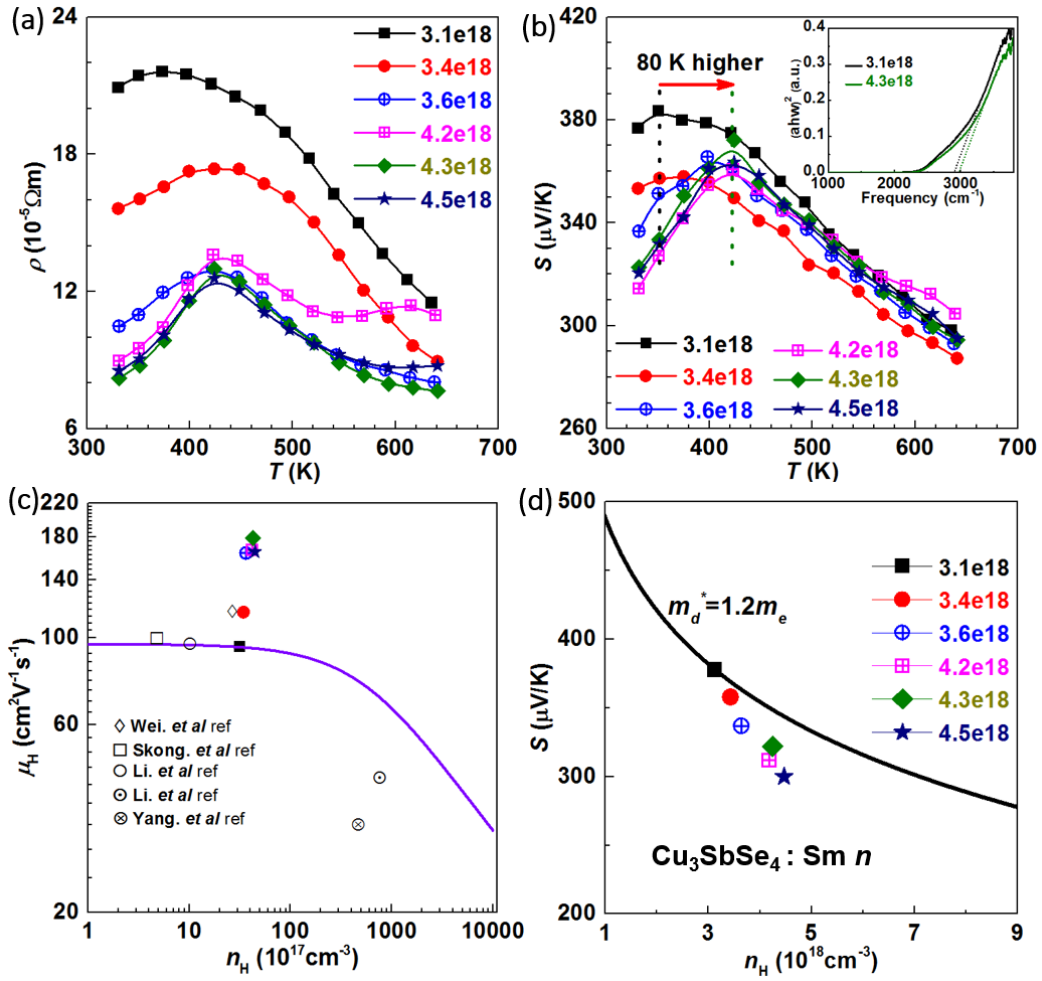 (a)
24
18
12
6
ρ (10⁻⁵Ωm)
3.1e18
3.4e18
3.6e18
4.2e18
4.3e18
4.5e18
300 400 500 600 700
T (K)
(b)
420
380
340
300
260
S (μV/K)
80 K higher
0.4
0.3
0.2
0.1
0.0
(ahw)² (a.u.)
3.1e18
4.3e18
1000 2000 3000
Frequency (cm⁻¹)
3.1e18
3.4e18
3.6e18
4.2e18
4.3e18
4.5e18
300 400 500 600 700
T (K)
(c)
220
180
140
100
60
20
μH (cm²V⁻¹s⁻¹)
Wei. et al ref
Skong. et al ref
Li. et al ref
Li. et al ref
Yang. et al ref
1 10 100 1000 10000
nH (10¹⁷cm⁻³)
(d)
500
400
300
200
S (μV/K)
md*=1.2me
3.1e18
3.4e18
3.6e18
4.2e18
4.3e18
4.5e18
Cu₃SbSe₄ : Sm n
1 3 5 7 9
nH (10¹⁸cm⁻³)